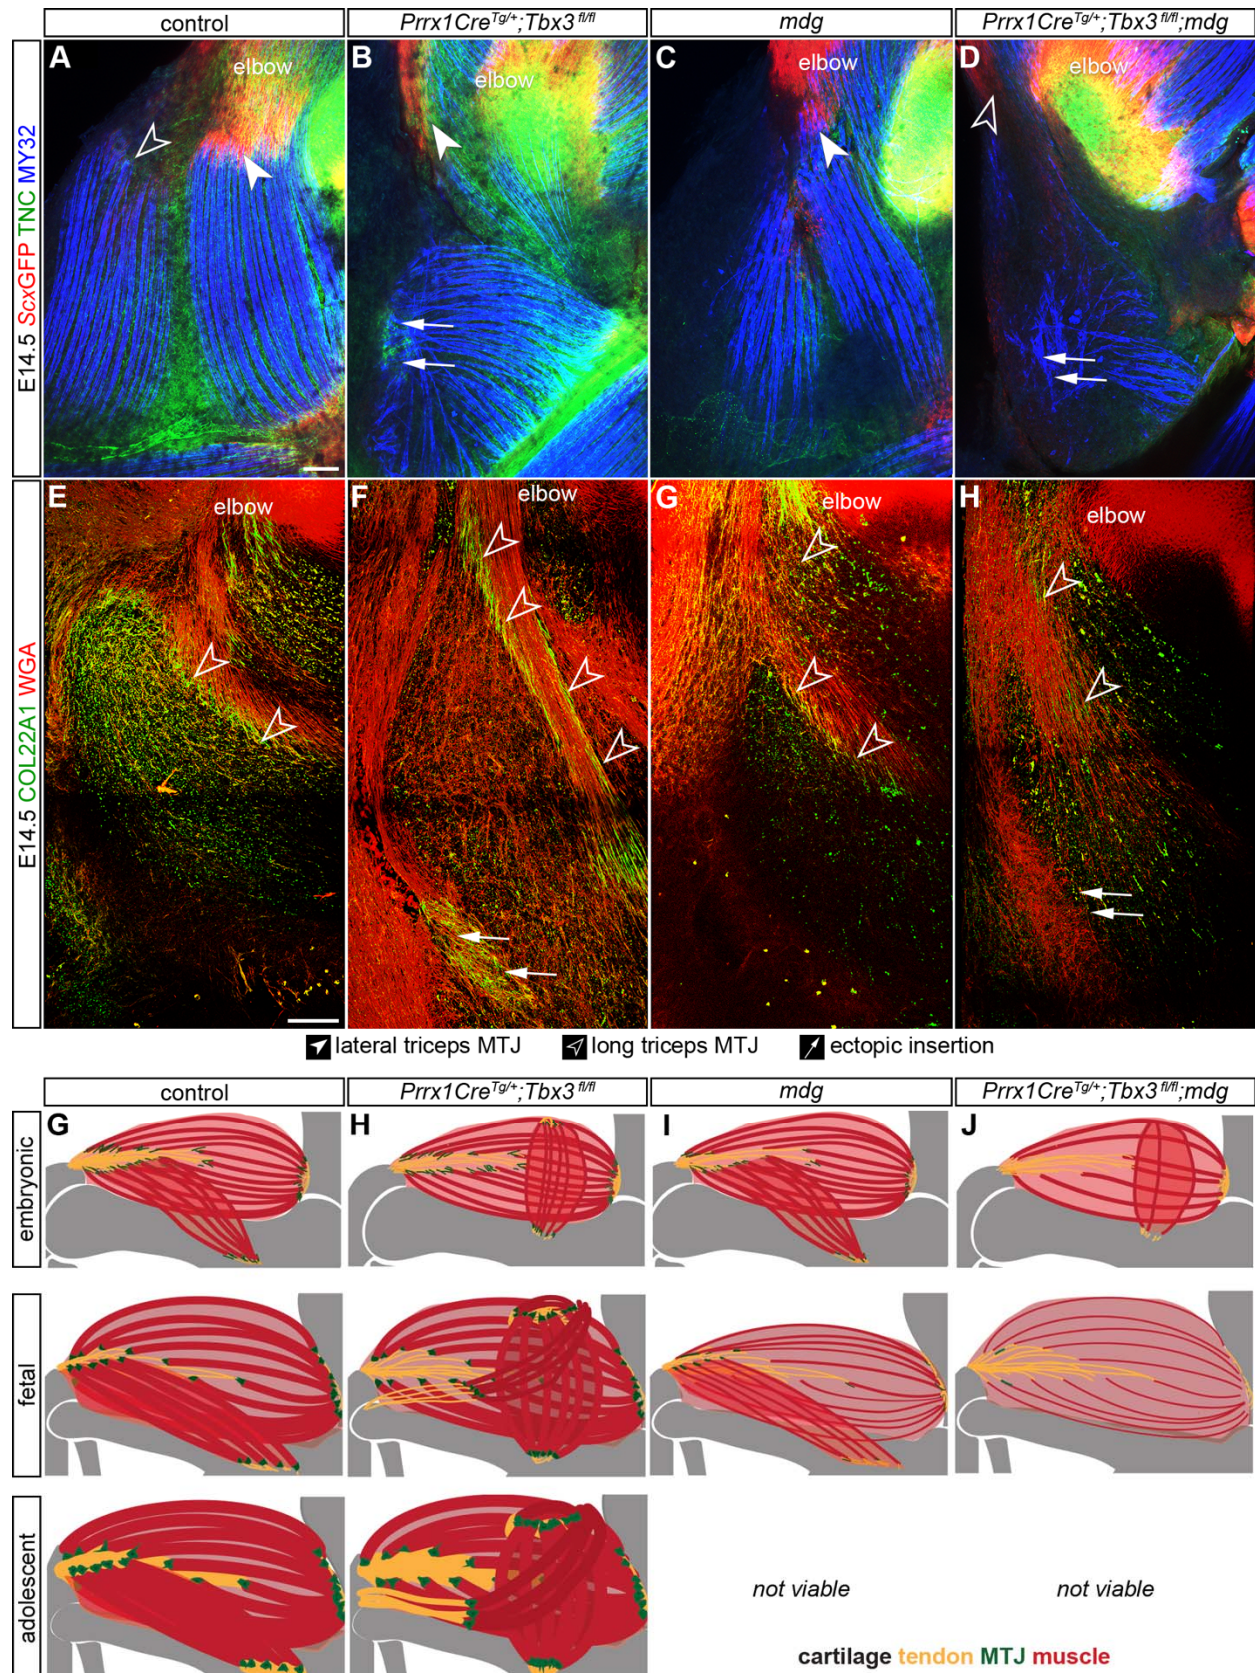 control
Prrx1Cre^Tg/+;Tbx3^fl/fl
mdg
Prrx1Cre^Tg/+;Tbx3^fl/fl;mdg
E14.5 ScxGFP TNC MY32
A
elbow
B
elbow
C
elbow
D
elbow
E14.5 COL22A1 WGA
E
elbow
F
elbow
G
elbow
H
elbow
lateral triceps MTJ
long triceps MTJ
ectopic insertion
control
Prrx1Cre^Tg/+;Tbx3^fl/fl
mdg
Prrx1Cre^Tg/+;Tbx3^fl/fl;mdg
embryonic
G
H
I
J
fetal
adolescent
not viable
not viable
cartilage tendon MTJ muscle